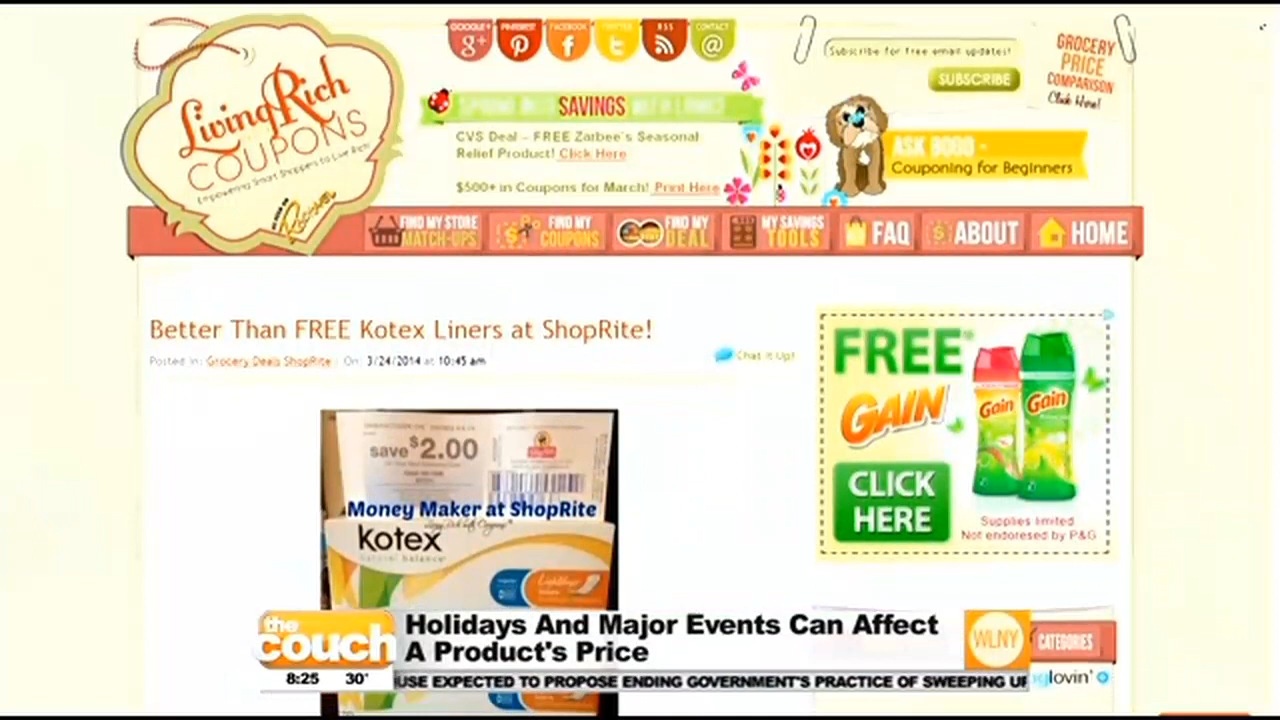 GOOGLE+
PINTEREST
FACEBOOK
TWITTER
RSS
CONTACT
g+
f
t
@
Subscribe for free email updates!
SUBSCRIBE
GROCERY
PRICE
COMPARISON
Click Here!
Living Rich
COUPONS
Empowering Smart Shoppers to Live Rich
SAVINGS
CVS Deal - FREE Zarbee's Seasonal
Relief Product! Click Here
$500+ in Coupons for March! Print Here
ASK
Couponing for Beginners
FIND MY STORE
MATCH-UPS
FIND MY
COUPONS
FIND MY
DEAL
MY SAVINGS
TOOLS
FAQ
ABOUT
HOME
Better Than FREE Kotex Liners at ShopRite!
Posted in: Grocery Deals ShopRite | On: 3/24/2014 at 10:45 am
Chat It Up!
save $2.00
Money Maker at ShopRite
kotex
natural balance
Lightdays
FREE
GAIN
Gain
Gain
CLICK
HERE
Supplies limited.
Not endoresed by P&G
the
couch
8:25 30°
Holidays And Major Events Can Affect
A Product's Price
WLNY
CATEGORIES
USE EXPECTED TO PROPOSE ENDING GOVERNMENT'S PRACTICE OF SWEEPING UP
lovin'